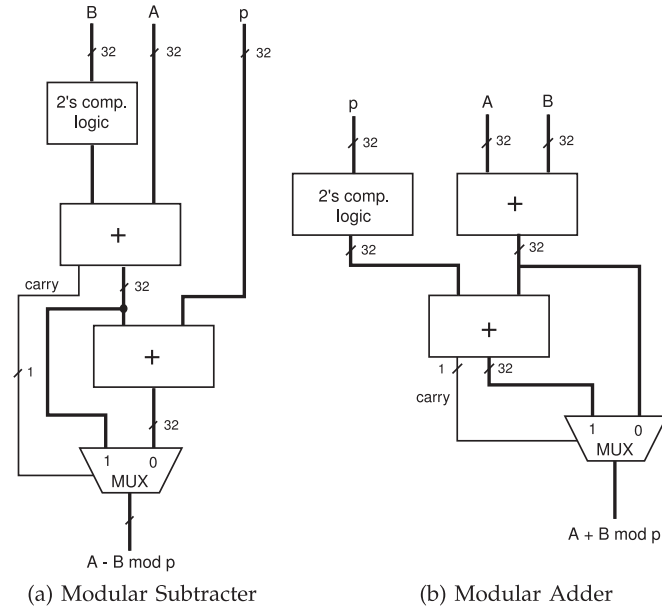 B A p
32 32 32
2's comp.
logic
+
carry
32
1
+
32
1 0
MUX
A - B mod p
(a) Modular Subtracter
p A B
32 32 32
2's comp.
logic
+
32 32
+
1 32
carry
1 0
MUX
A + B mod p
(b) Modular Adder